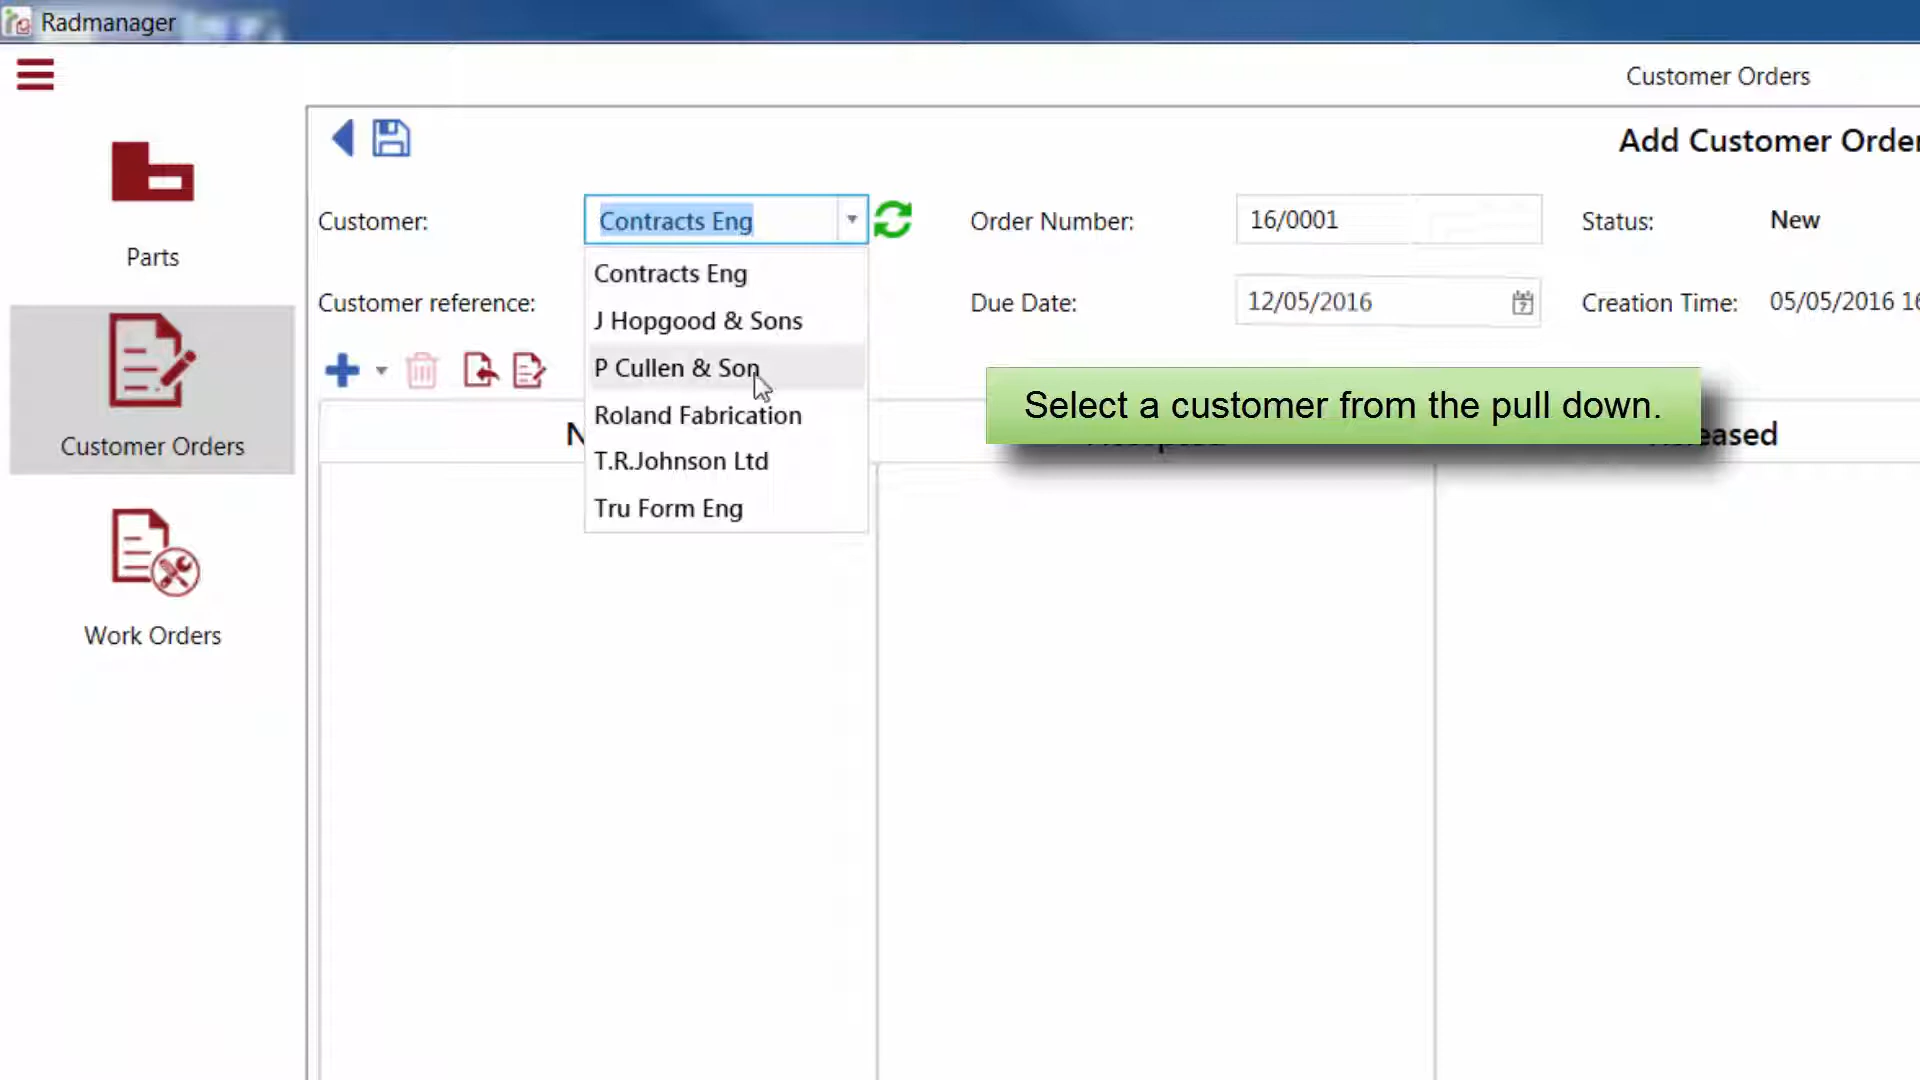 Radmanager
Customer Orders
Add Customer Order
Customer:
Contracts Eng
Order Number:
16/0001
Status:
New
Parts
Contracts Eng
Customer reference:
Due Date:
12/05/2016
Creation Time:
05/05/2016
J Hopgood & Sons
P Cullen & Son
Select a customer from the pull down.
Roland Fabrication
Customer Orders
T.R.Johnson Ltd
Tru Form Eng
Work Orders